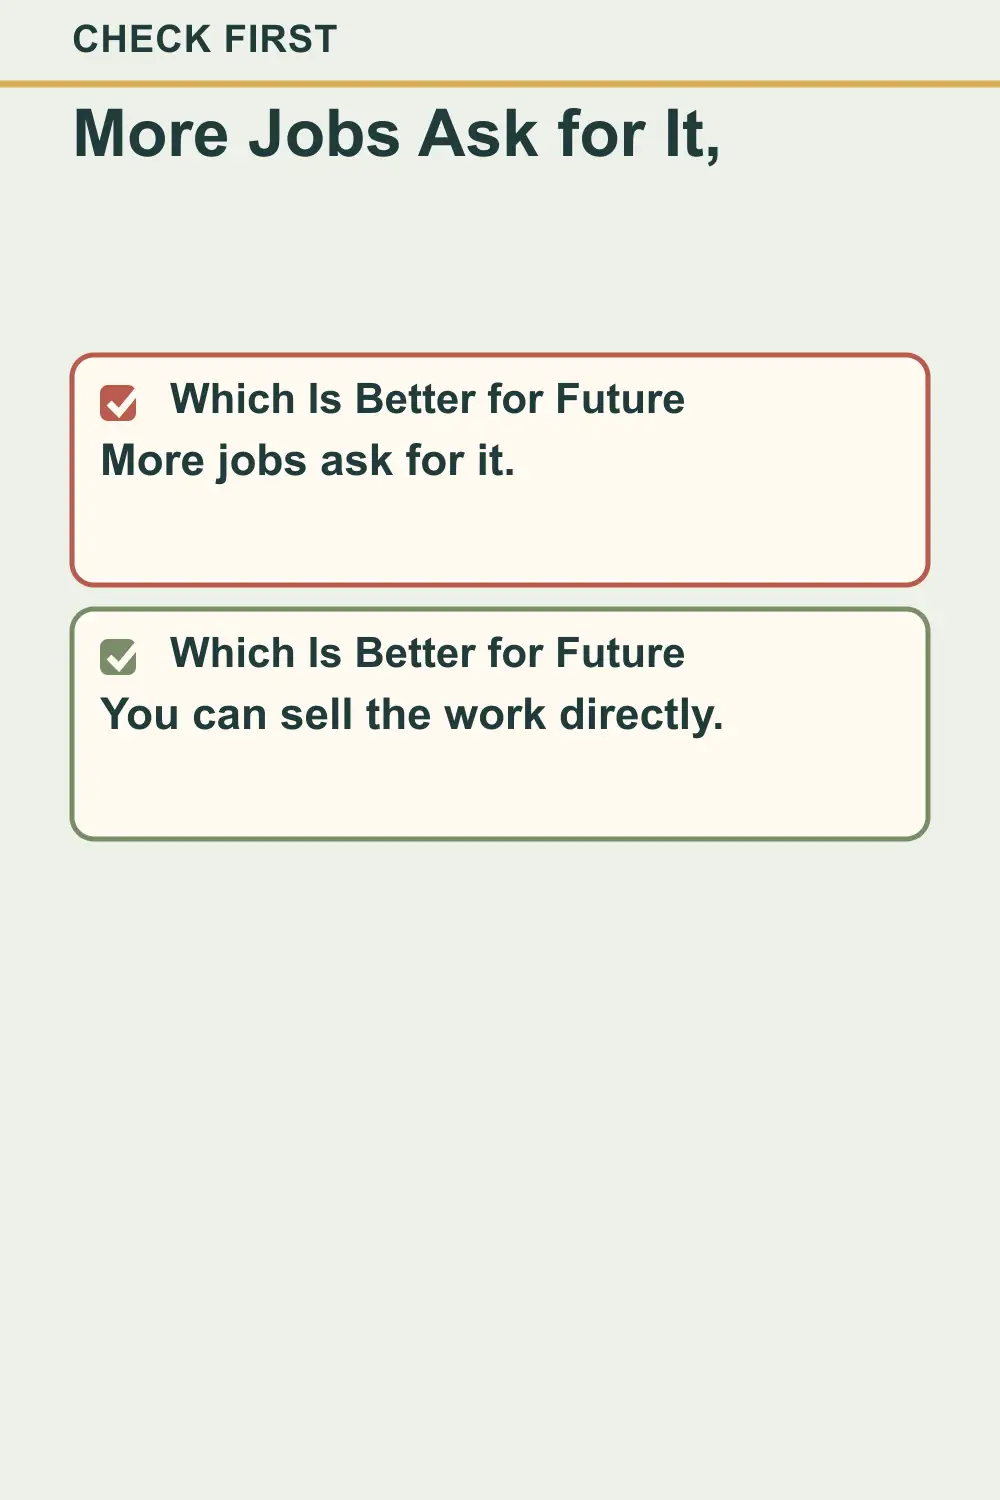 CHECK FIRST
More Jobs Ask for It,
Which Is Better for Future
More jobs ask for it.
Which Is Better for Future
You can sell the work directly.